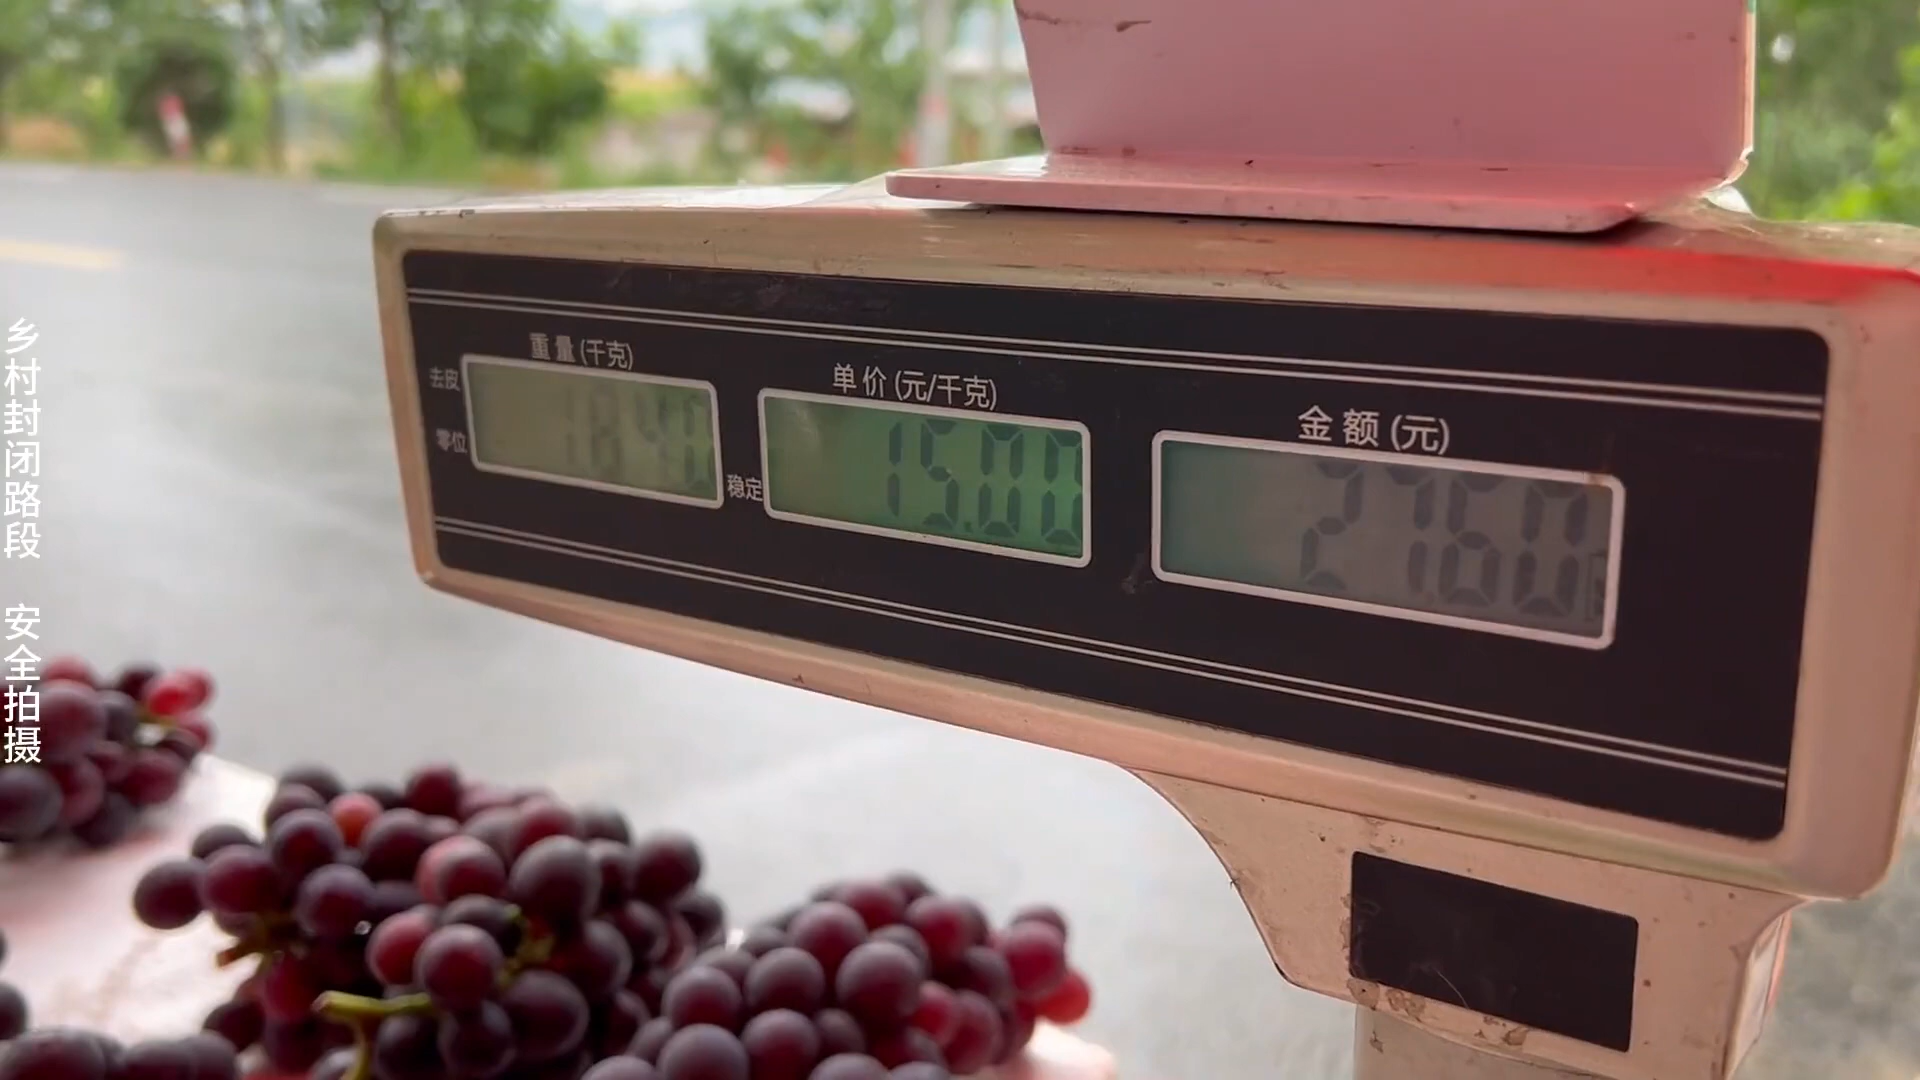 乡村封闭路段 安全拍摄
重量(千克)
去皮
零位
1.840
单价(元/千克)
稳定
15.00
金额(元)
27.60